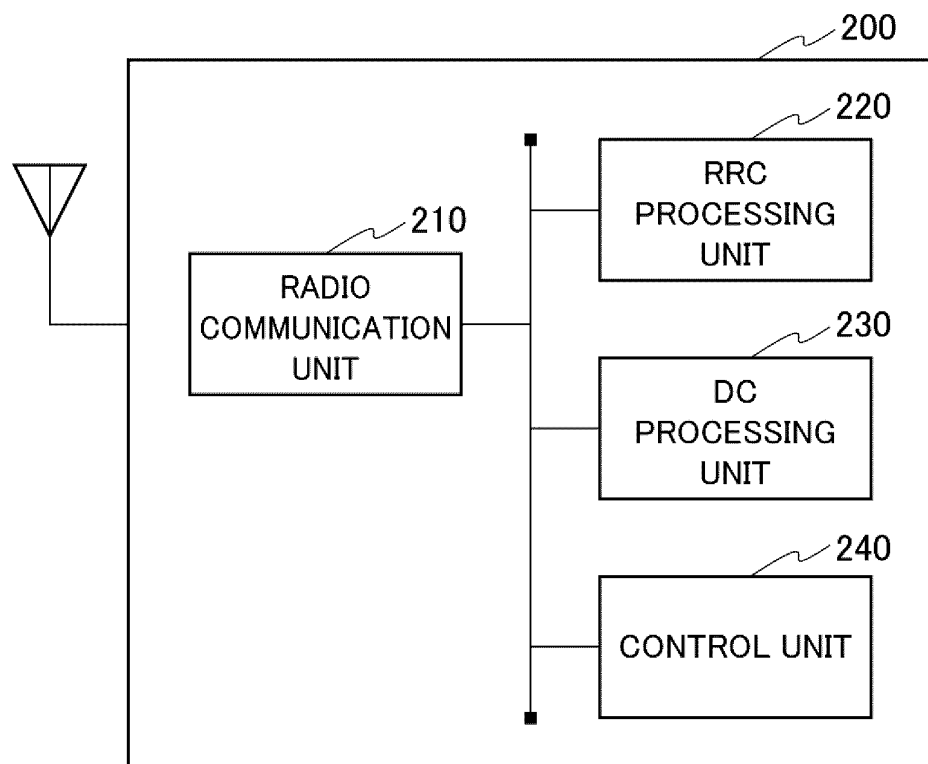 200
220
RRC
PROCESSING
UNIT
210
RADIO
COMMUNICATION
UNIT
230
DC
PROCESSING
UNIT
240
CONTROL UNIT